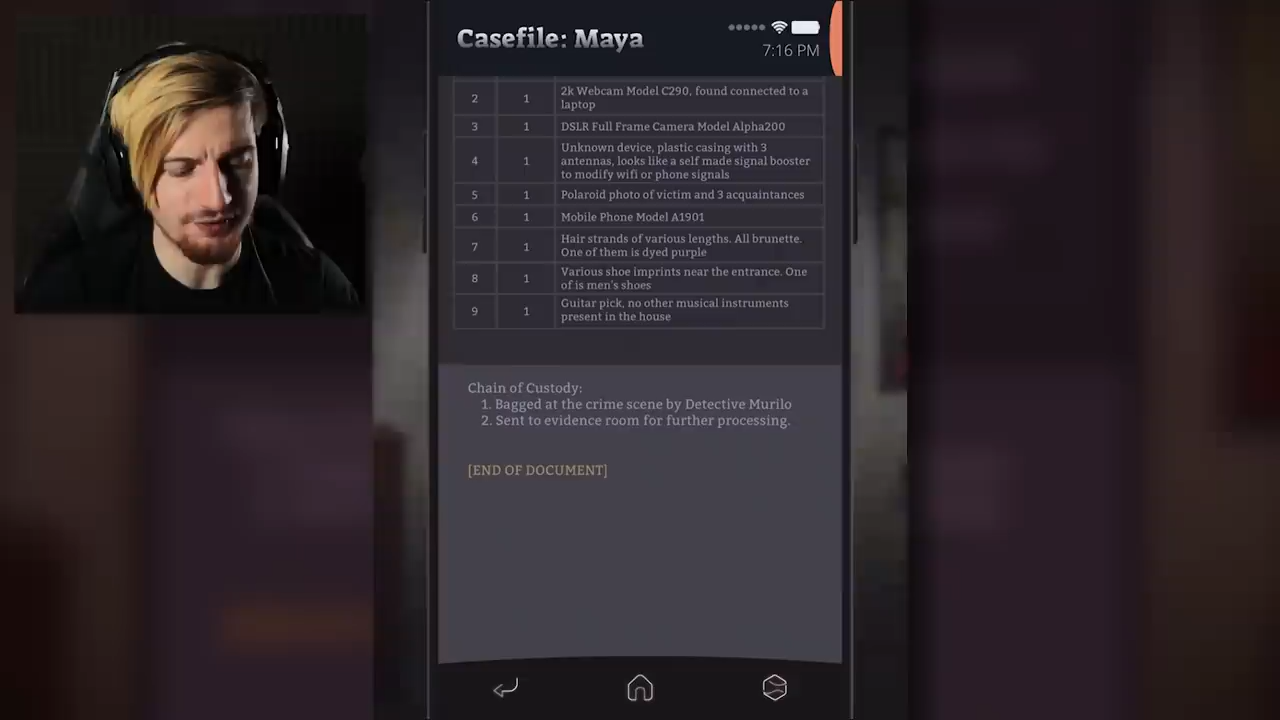 Casefile: Maya
7:16 PM
2 1 2k Webcam Model C290, found connected to a
laptop
3 1 DSLR Full Frame Camera Model Alpha200
4 1 Unknown device, plastic casing with 3
antennas, looks like a self made signal booster
to modify wifi or phone signals
5 1 Polaroid photo of victim and 3 acquaintances
6 1 Mobile Phone Model A1901
7 1 Hair strands of various lengths. All brunette.
One of them is dyed purple
8 1 Various shoe imprints near the entrance. One
of is men's shoes
9 1 Guitar pick, no other musical instruments
present in the house
Chain of Custody:
1. Bagged at the crime scene by Detective Murilo
2. Sent to evidence room for further processing.
[END OF DOCUMENT]